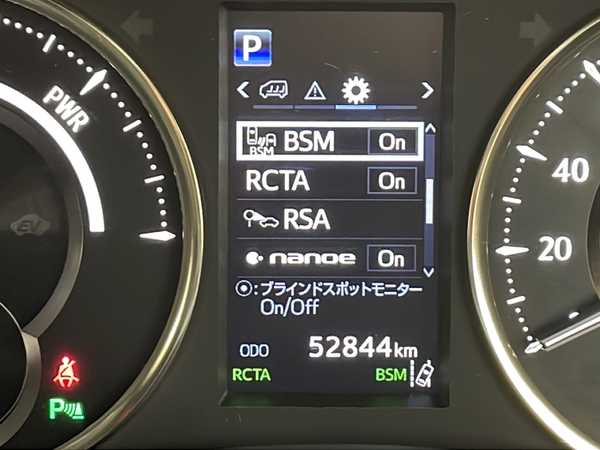 P
PWR
BSM
BSM On
RCTA On
RSA
nanoe On
40
20
EV
⦿:ブラインドスポットモニター
On/Off
ODO 52844km
RCTA BSM
P